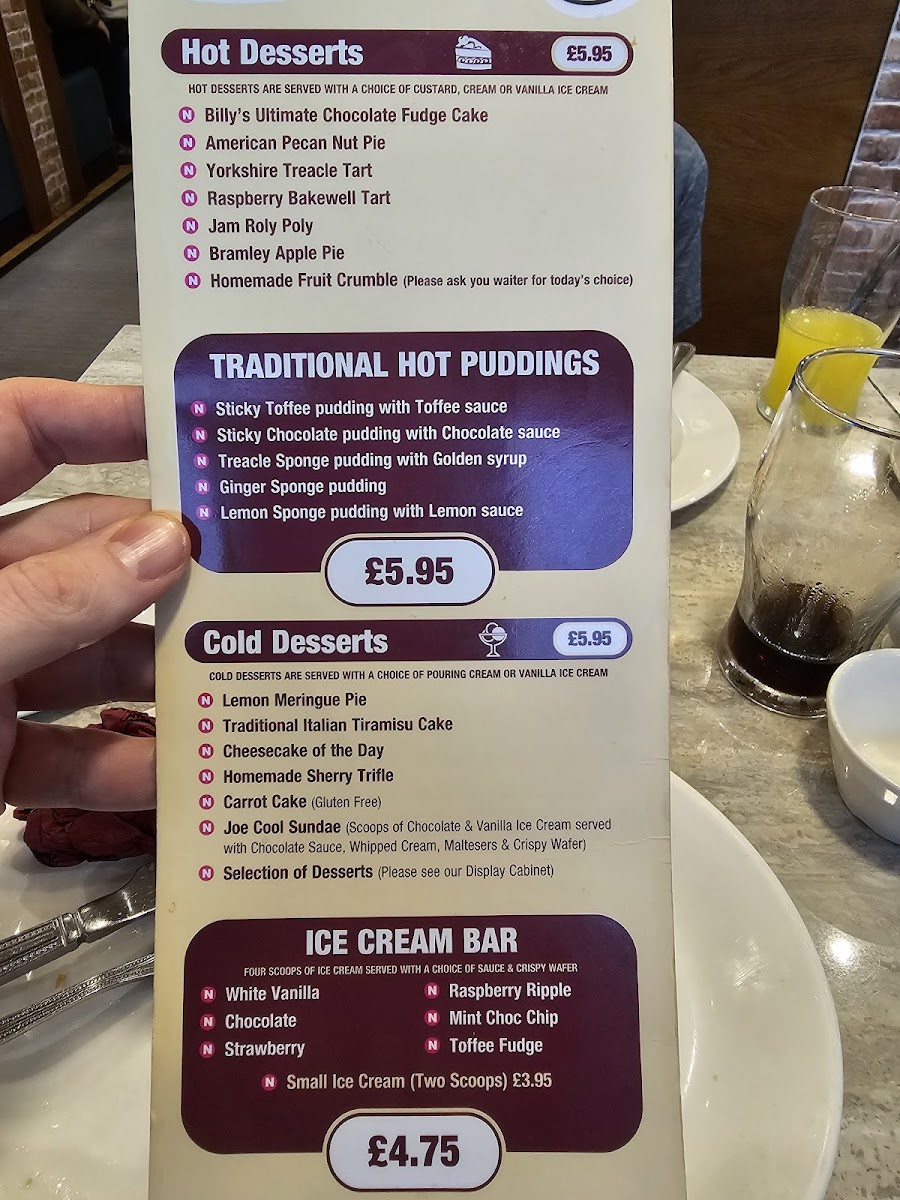 Hot Desserts £5.95
HOT DESSERTS ARE SERVED WITH A CHOICE OF CUSTARD, CREAM OR VANILLA ICE CREAM
N Billy's Ultimate Chocolate Fudge Cake
N American Pecan Nut Pie
N Yorkshire Treacle Tart
N Raspberry Bakewell Tart
N Jam Roly Poly
N Bramley Apple Pie
N Homemade Fruit Crumble (Please ask you waiter for today's choice)
TRADITIONAL HOT PUDDINGS
N Sticky Toffee pudding with Toffee sauce
N Sticky Chocolate pudding with Chocolate sauce
N Treacle Sponge pudding with Golden syrup
N Ginger Sponge pudding
N Lemon Sponge pudding with Lemon sauce
£5.95
Cold Desserts £5.95
COLD DESSERTS ARE SERVED WITH A CHOICE OF POURING CREAM OR VANILLA ICE CREAM
N Lemon Meringue Pie
N Traditional Italian Tiramisu Cake
N Cheesecake of the Day
N Homemade Sherry Trifle
N Carrot Cake (Gluten Free)
N Joe Cool Sundae (Scoops of Chocolate & Vanilla Ice Cream served
with Chocolate Sauce, Whipped Cream, Maltesers & Crispy Wafer)
N Selection of Desserts (Please see our Display Cabinet)
ICE CREAM BAR
FOUR SCOOPS OF ICE CREAM SERVED WITH A CHOICE OF SAUCE & CRISPY WAFER
N White Vanilla N Raspberry Ripple
N Chocolate N Mint Choc Chip
N Strawberry N Toffee Fudge
N Small Ice Cream (Two Scoops) £3.95
£4.75